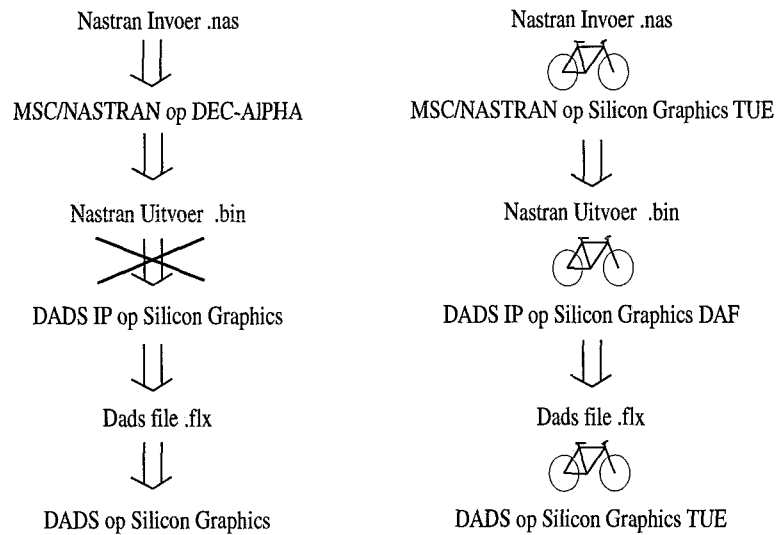 Nastran Invoer .nas
MSC/NASTRAN op DEC-AlPHA
Nastran Uitvoer .bin
DADS IP op Silicon Graphics
Dads file .flx
DADS op Silicon Graphics
Nastran Invoer .nas
MSC/NASTRAN op Silicon Graphics TUE
Nastran Uitvoer .bin
DADS IP op Silicon Graphics DAF
Dads file .flx
DADS op Silicon Graphics TUE